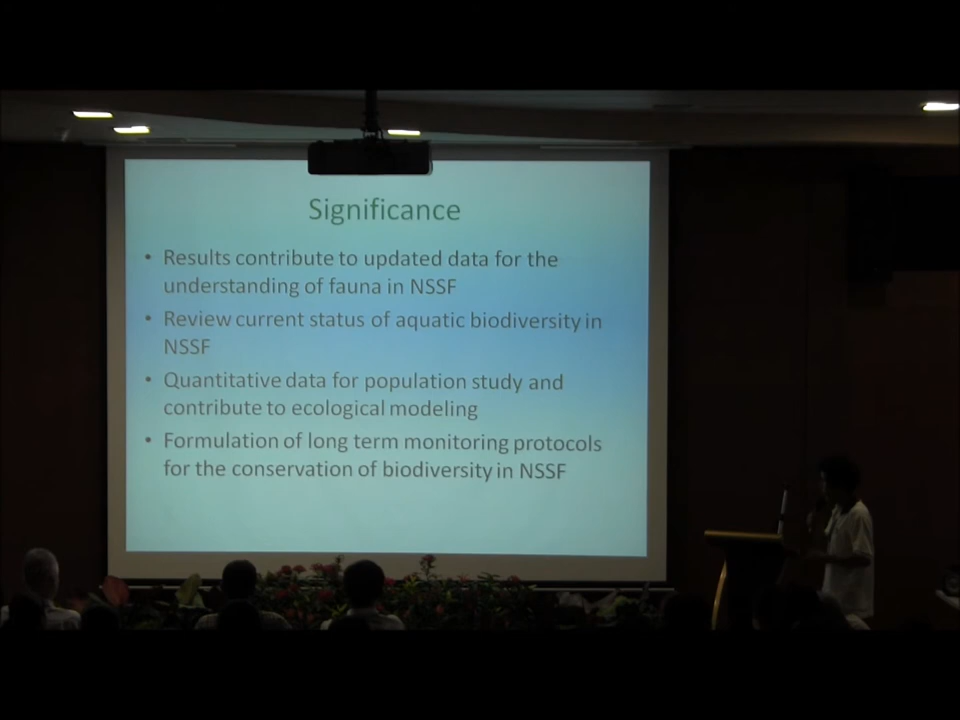 Significance
• Results contribute to updated data for the
understanding of fauna in NSSF
• Review current status of aquatic biodiversity in
NSSF
• Quantitative data for population study and
contribute to ecological modeling
• Formulation of long term monitoring protocols
for the conservation of biodiversity in NSSF